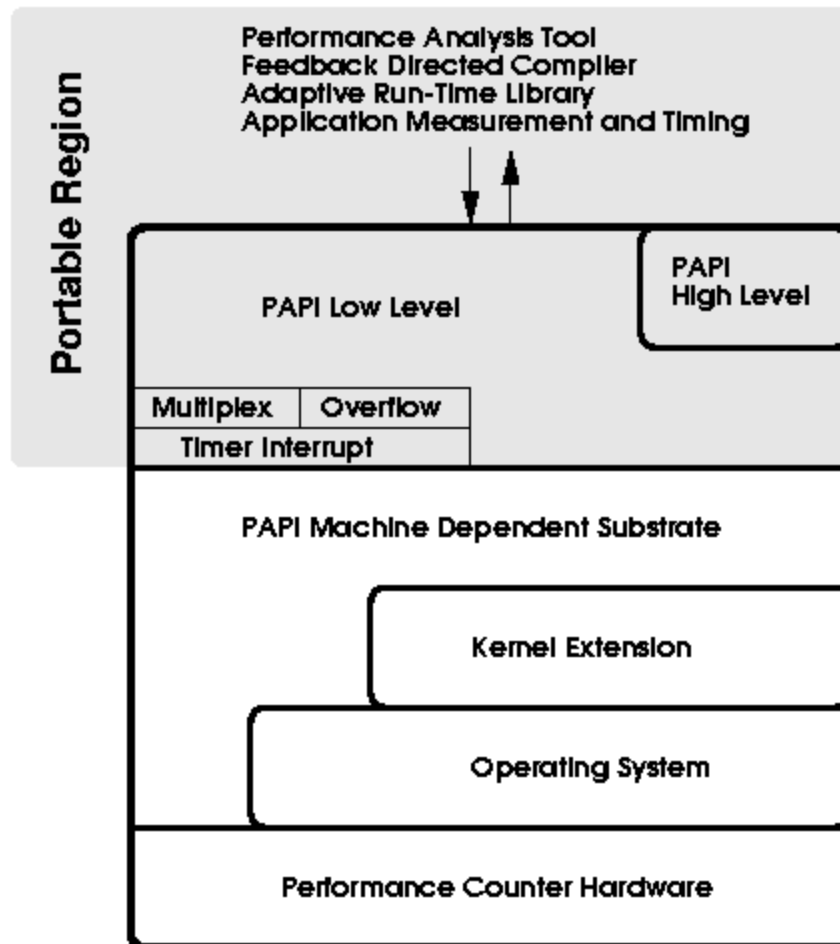 Performance Analysis Tool
Feedback Directed Compiler
Adaptive Run-Time Library
Application Measurement and Timing
Portable Region
PAPI Low Level
PAPI
High Level
Multiplex
Overflow
Timer Interrupt
PAPI Machine Dependent Substrate
Kernel Extension
Operating System
Performance Counter Hardware